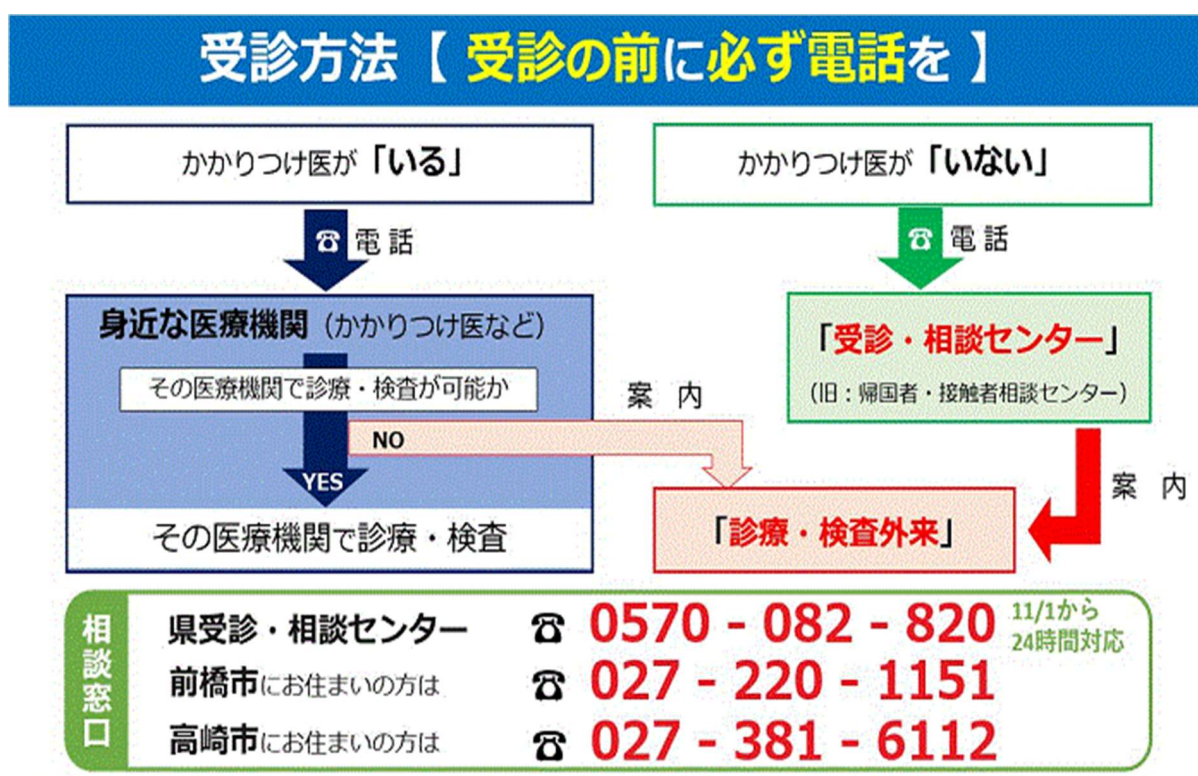 受診方法【 受診の前に必ず電話を 】
かかりつけ医が「いる」
かかりつけ医が「いない」
☎ 電話
☎ 電話
身近な医療機関（かかりつけ医など）
その医療機関で診療・検査が可能か
NO
YES
その医療機関で診療・検査
案 内
「受診・相談センター」
（旧：帰国者・接触者相談センター）
案 内
「診療・検査外来」
相談窓口
県受診・相談センター ☎ 0570 - 082 - 820
11/1から
24時間対応
前橋市にお住まいの方は ☎ 027 - 220 - 1151
高崎市にお住まいの方は ☎ 027 - 381 - 6112